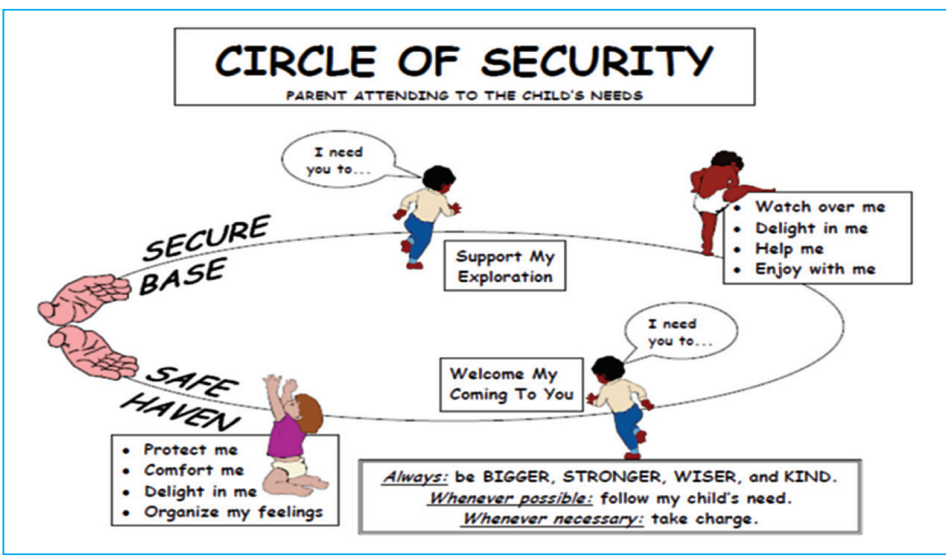 CIRCLE OF SECURITY
PARENT ATTENDING TO THE CHILD'S NEEDS
I need
you to...
SECURE
BASE
Support My
Exploration
• Watch over me
• Delight in me
• Help me
• Enjoy with me
I need
you to...
Welcome My
Coming To You
SAFE
HAVEN
• Protect me
• Comfort me
• Delight in me
• Organize my feelings
Always: be BIGGER, STRONGER, WISER, and KIND.
Whenever possible: follow my child's need.
Whenever necessary: take charge.